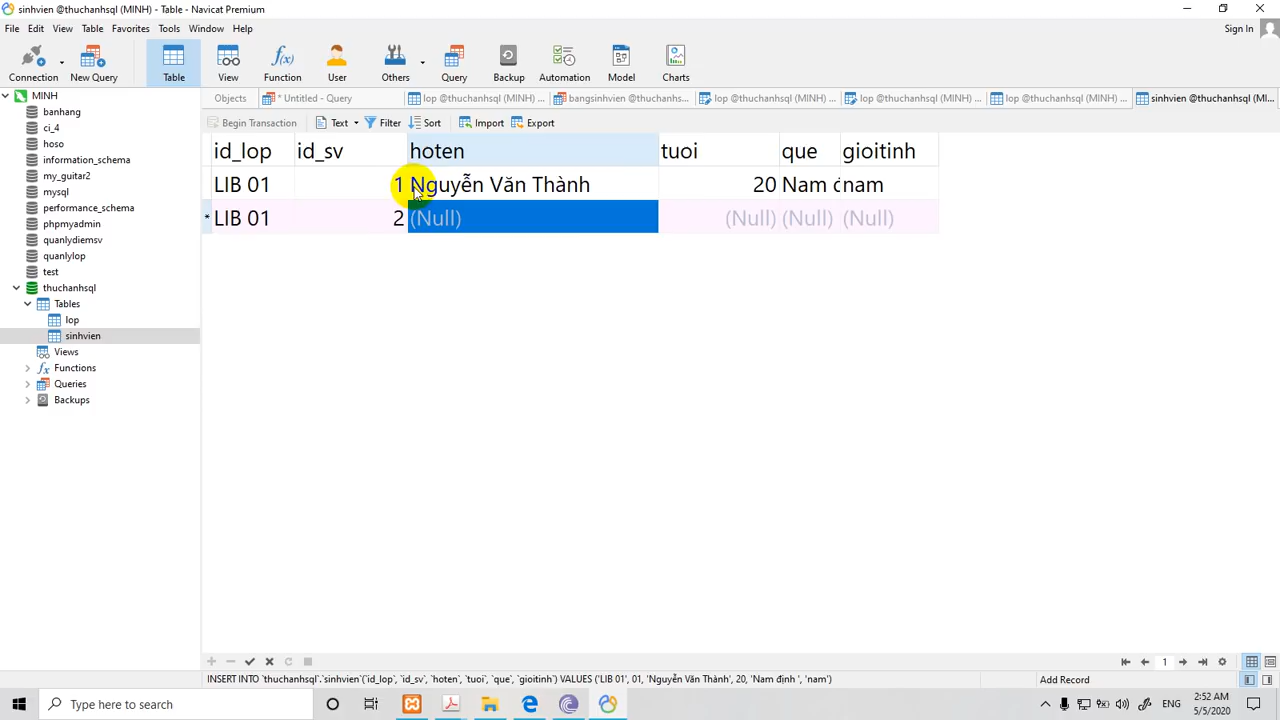 sinhvien @thuchanhsql (MINH) - Table - Navicat Premium
File Edit View Table Favorites Tools Window Help
Sign In
Connection New Query Table View Function User Others Query Backup Automation Model Charts
MINH
banhang
ci_4
hoso
information_schema
my_guitar2
mysql
performance_schema
phpmyadmin
quanlydiemsv
quanlylop
test
thuchanhsql
Tables
lop
sinhvien
Views
Functions
Queries
Backups
Objects * Untitled - Query lop @thuchanhsql (MINH) ... bangsinhvien @thuchanhs... lop @thuchanhsql (MINH) ... lop @thuchanhsql (MINH) ... lop @thuchanhsql (MINH) ... sinhvien @thuchanhsql (MI...
Begin Transaction Text Filter Sort Import Export
id_lop id_sv hoten tuoi que gioitinh
LIB 01 1 Nguyễn Văn Thành 20 Nam nam
* LIB 01 2 (Null) (Null) (Null) (Null)
1
INSERT INTO `thuchanhsql`.`sinhvien`(`id_lop`, `id_sv`, `hoten`, `tuoi`, `que`, `gioitinh`) VALUES ('LIB 01', 01, 'Nguyễn Văn Thành', 20, 'Nam định ', 'nam')
Add Record
Type here to search
ENG
2:52 AM
5/5/2020